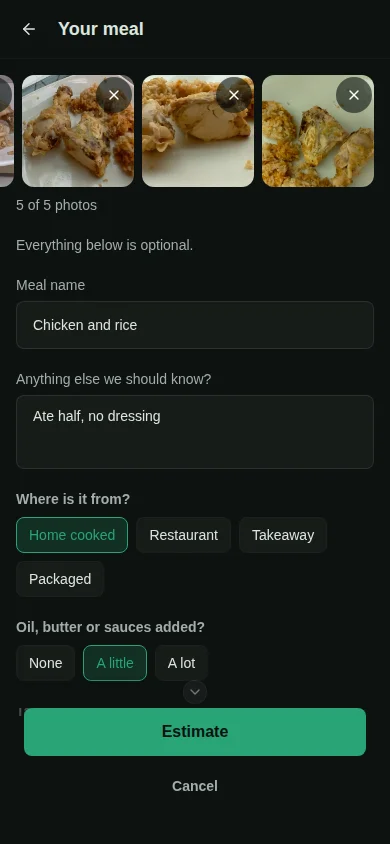 Your meal
5 of 5 photos
Everything below is optional.
Meal name
Chicken and rice
Anything else we should know?
Ate half, no dressing
Where is it from?
Home cooked
Restaurant
Takeaway
Packaged
Oil, butter or sauces added?
None
A little
A lot
Estimate
Cancel